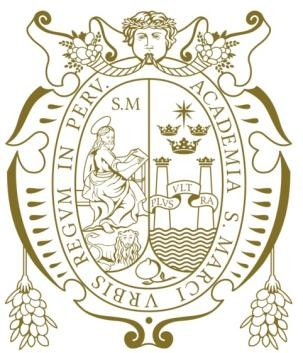 ACADEMIA S. MARCI VRBIS REGVM IN PERV.
S.M
PLVS VLT RA